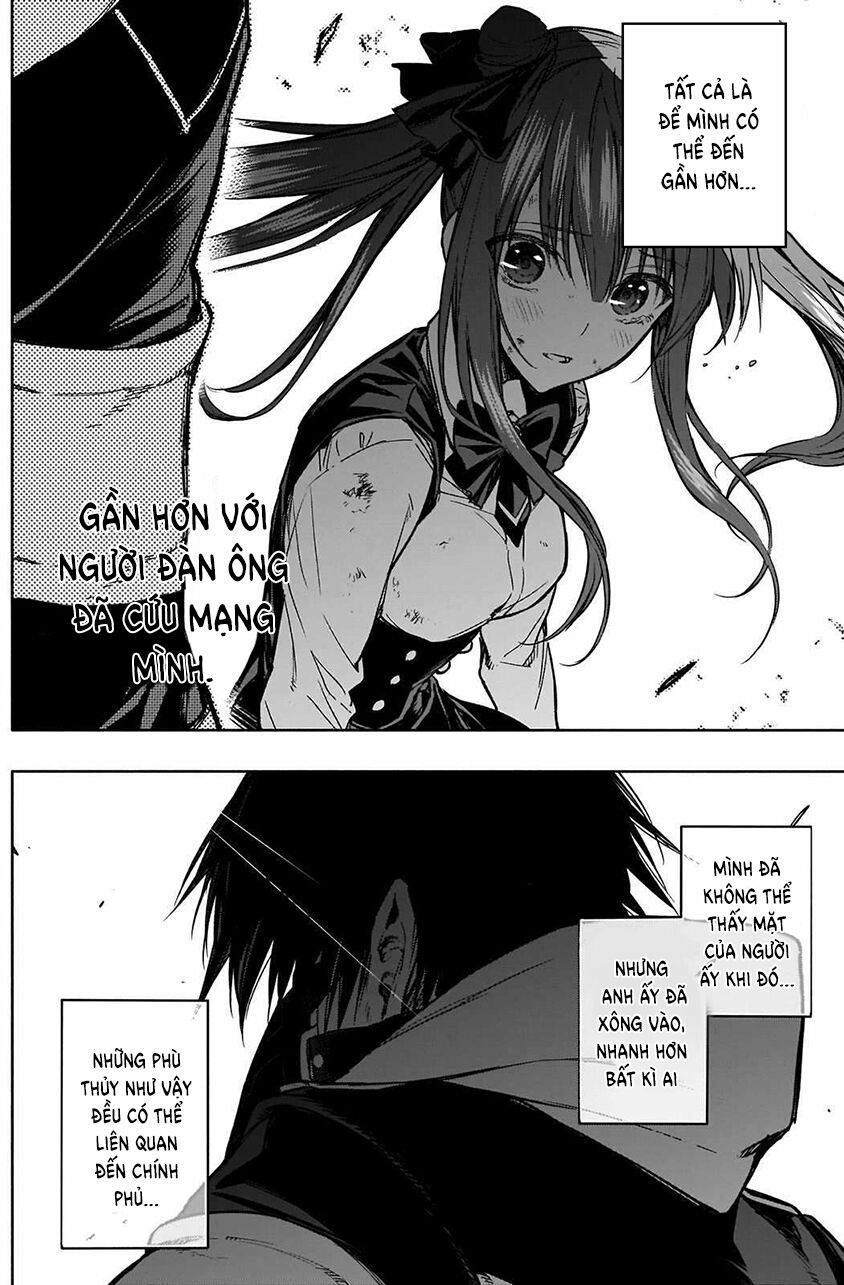 TẤT CẢ LÀ
ĐỂ MÌNH CÓ
THỂ ĐẾN
GẦN HƠN...
GẦN HƠN VỚI
NGƯỜI ĐÀN ÔNG
ĐÃ CỨU MẠNG
MÌNH.
MÌNH ĐÃ
KHÔNG THỂ
THẤY MẶT
CỦA NGƯỜI
ẤY KHI ĐÓ...
NHƯNG
ANH ẤY ĐÃ
XÔNG VÀO,
NHANH HƠN
BẤT KÌ AI
NHỮNG PHÙ
THỦY NHƯ VẬY
ĐỀU CÓ THỂ
LIÊN QUAN
ĐẾN CHÍNH
PHỦ...